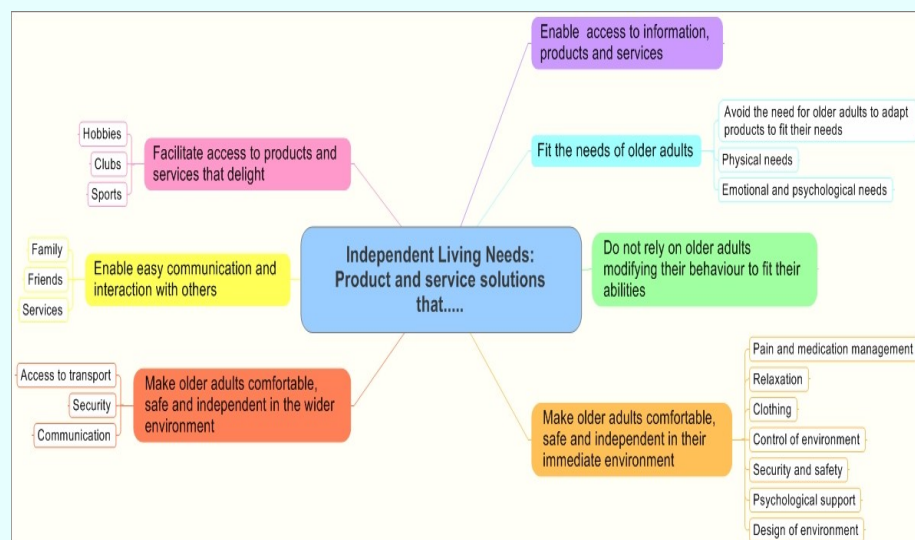 Enable access to information,
products and services
Avoid the need for older adults to adapt
products to fit their needs
Fit the needs of older adults
Physical needs
Emotional and psychological needs
Hobbies
Clubs
Sports
Facilitate access to products and
services that delight
Independent Living Needs:
Product and service solutions
that.....
Do not rely on older adults
modifying their behaviour to fit their
abilities
Family
Friends
Services
Enable easy communication and
interaction with others
Access to transport
Security
Communication
Make older adults comfortable,
safe and independent in the wider
environment
Make older adults comfortable,
safe and independent in their
immediate environment
Pain and medication management
Relaxation
Clothing
Control of environment
Security and safety
Psychological support
Design of environment